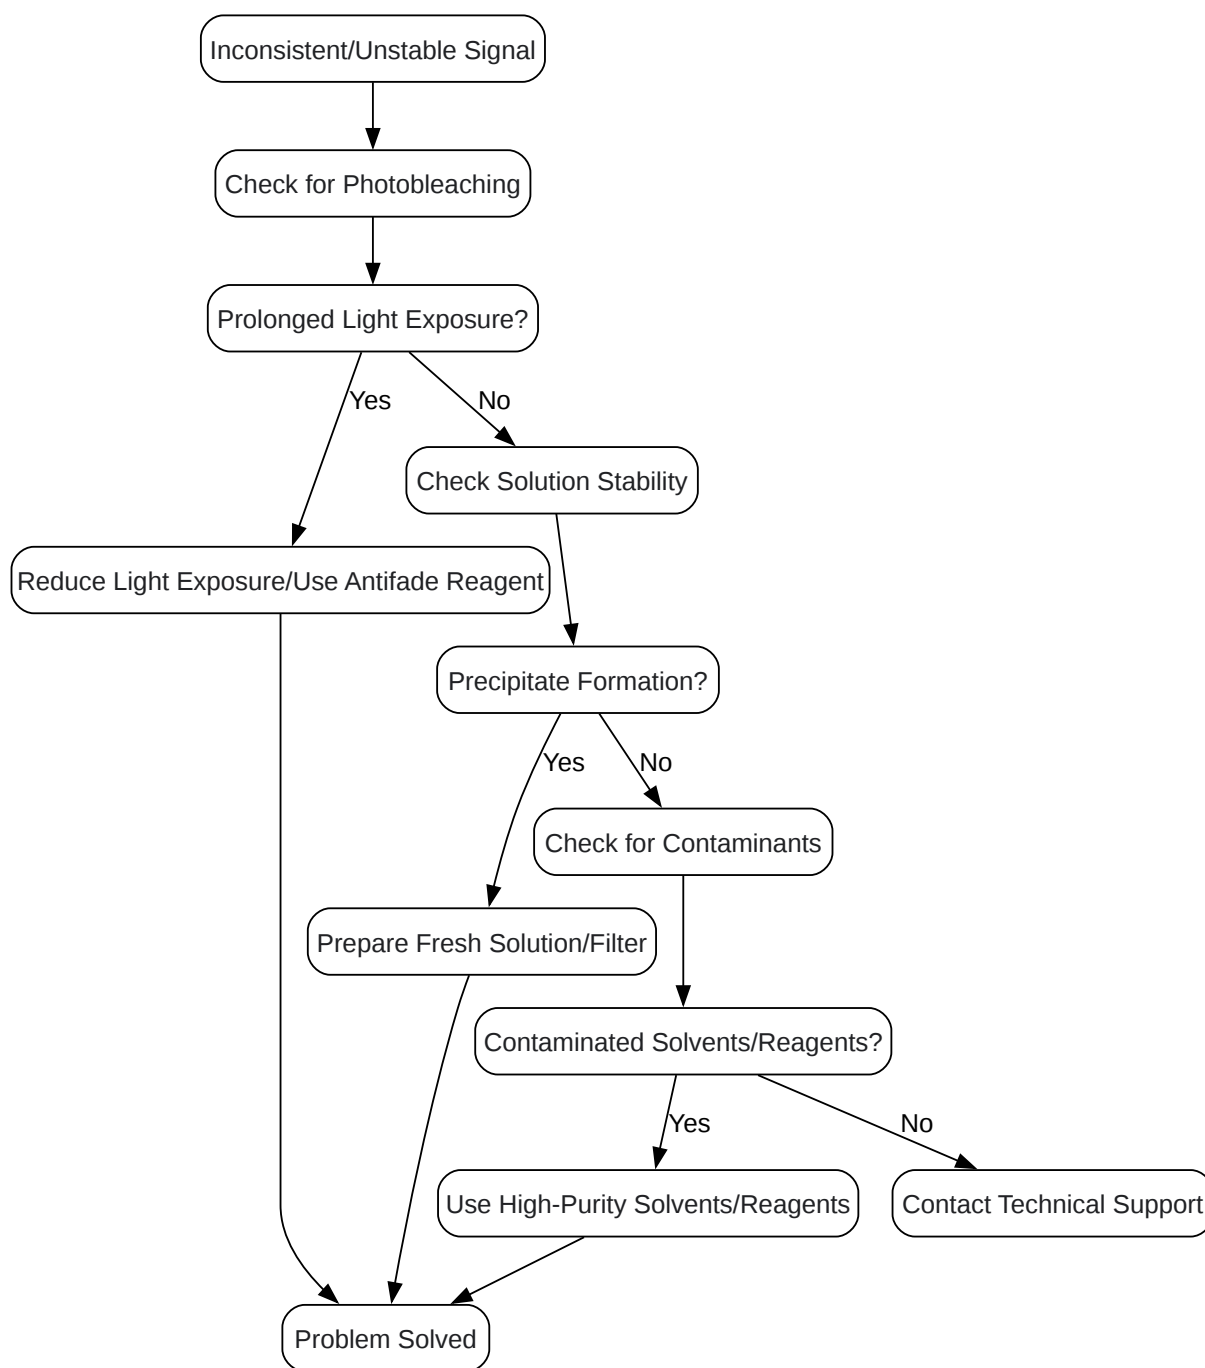 Inconsistent/Unstable Signal
Check for Photobleaching
Prolonged Light Exposure?
Yes
No
Check Solution Stability
Reduce Light Exposure/Use Antifade Reagent
Precipitate Formation?
Yes
No
Check for Contaminants
Prepare Fresh Solution/Filter
Contaminated Solvents/Reagents?
Yes
No
Use High-Purity Solvents/Reagents
Contact Technical Support
Problem Solved